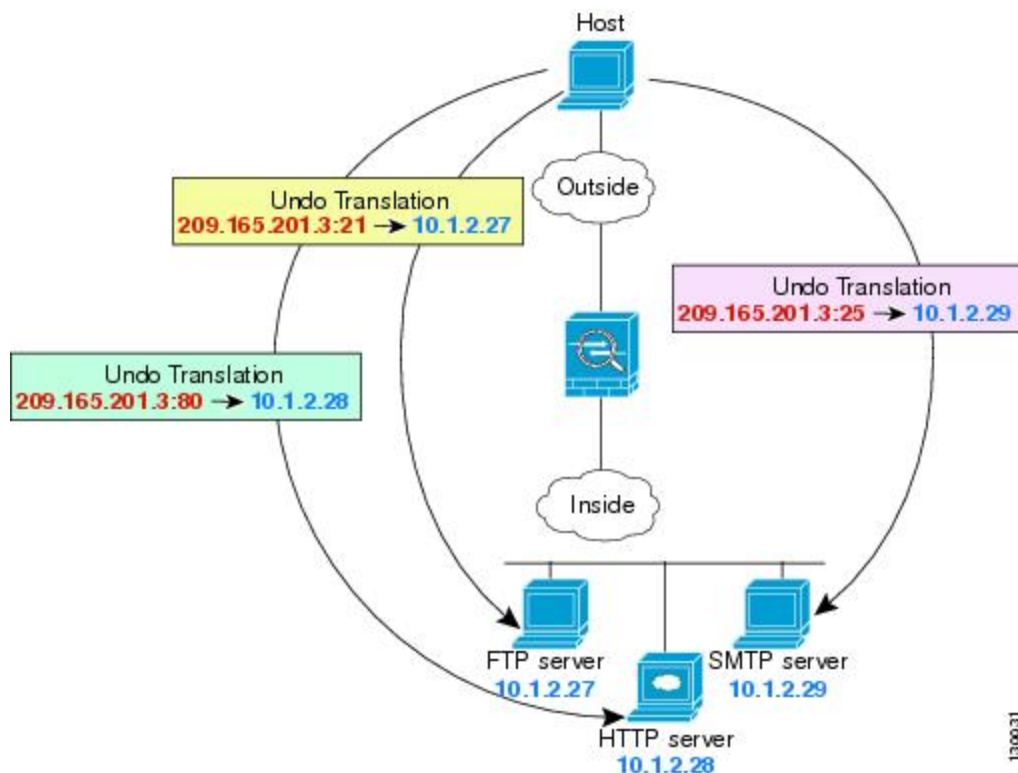 Host
Undo Translation
209.165.201.3:21 → 10.1.2.27
Outside
Undo Translation
209.165.201.3:25 → 10.1.2.29
Undo Translation
209.165.201.3:80 → 10.1.2.28
Inside
FTP server
10.1.2.27
SMTP server
10.1.2.29
HTTP server
10.1.2.28
130031